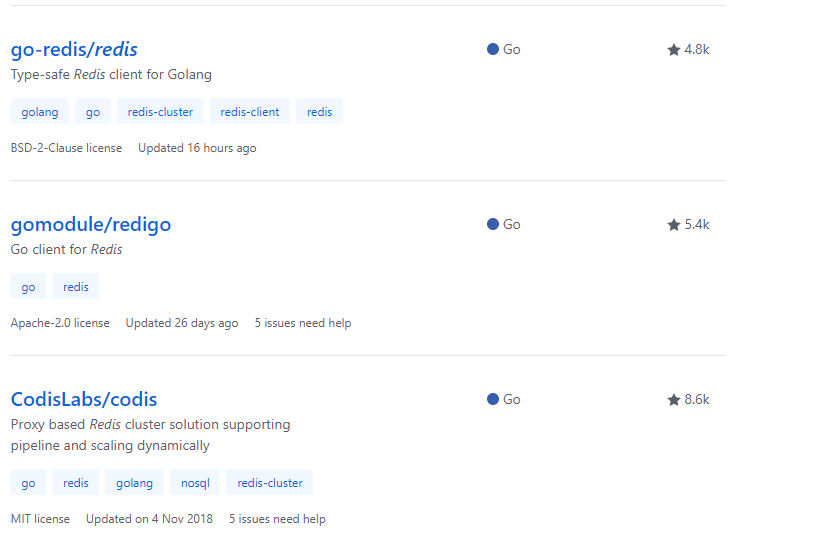 go-redis/redis Go 4.8k
Type-safe Redis client for Golang
golang go redis-cluster redis-client redis
BSD-2-Clause license Updated 16 hours ago
gomodule/redigo Go 5.4k
Go client for Redis
go redis
Apache-2.0 license Updated 26 days ago 5 issues need help
CodisLabs/codis Go 8.6k
Proxy based Redis cluster solution supporting
pipeline and scaling dynamically
go redis golang nosql redis-cluster
MIT license Updated on 4 Nov 2018 5 issues need help